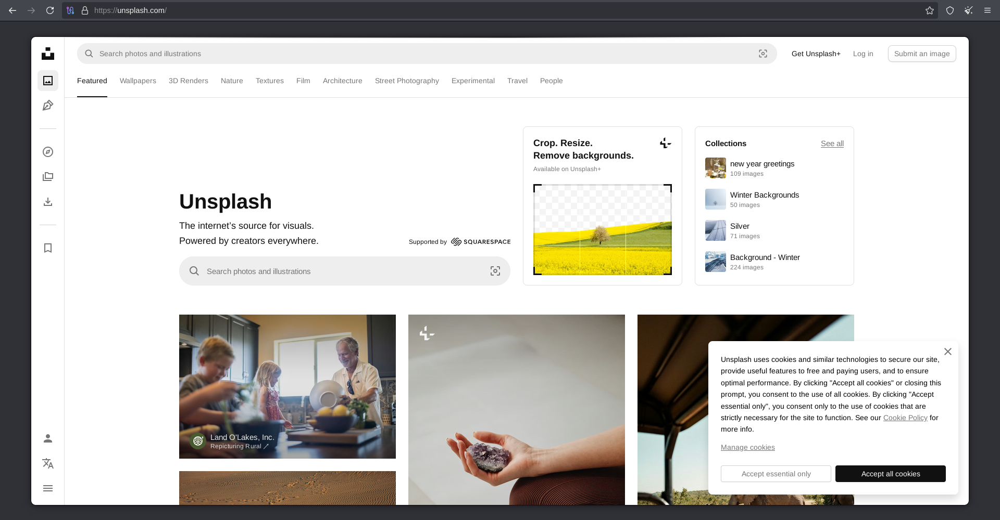 https://unsplash.com/
Search photos and illustrations
Get Unsplash+
Log in
Submit an image
Featured
Wallpapers
3D Renders
Nature
Textures
Film
Architecture
Street Photography
Experimental
Travel
People
Unsplash
The internet’s source for visuals.
Powered by creators everywhere.
Supported by SQUARESPACE
Search photos and illustrations
Crop. Resize.
Remove backgrounds.
Available on Unsplash+
Collections
See all
new year greetings
109 images
Winter Backgrounds
50 images
Silver
71 images
Background - Winter
224 images
Land O'Lakes, Inc.
Repicturing Rural ↗
Unsplash uses cookies and similar technologies to secure our site,
provide useful features to free and paying users, and to ensure
optimal performance. By clicking "Accept all cookies" or closing this
prompt, you consent to the use of all cookies. By clicking "Accept
essential only", you consent only to the use of cookies that are
strictly necessary for the site to function. See our Cookie Policy for
more info.
Manage cookies
Accept essential only
Accept all cookies